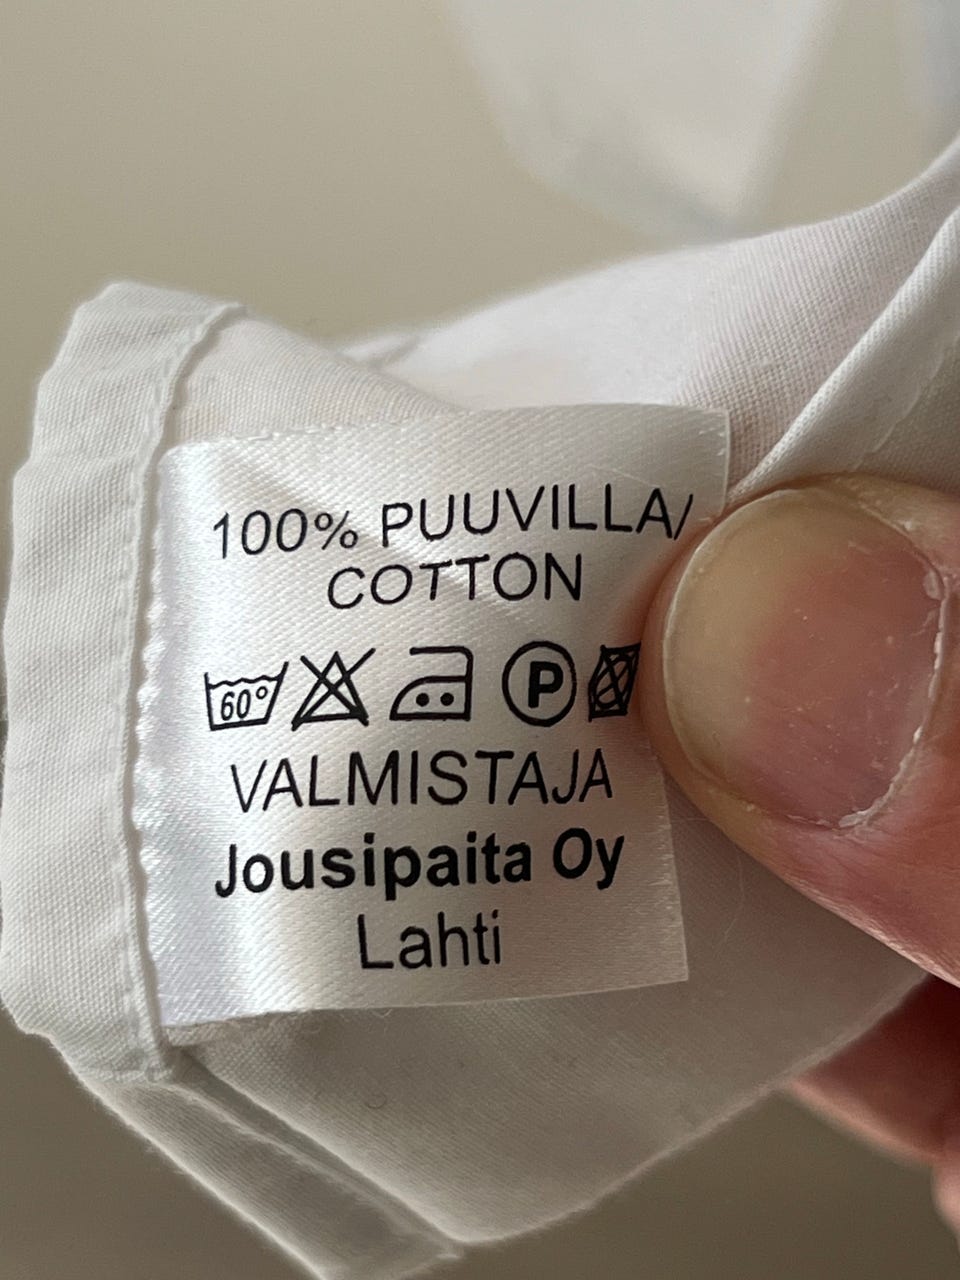 100% PUUVILLA/
COTTON
60° P
VALMISTAJA
Jousipaita Oy
Lahti